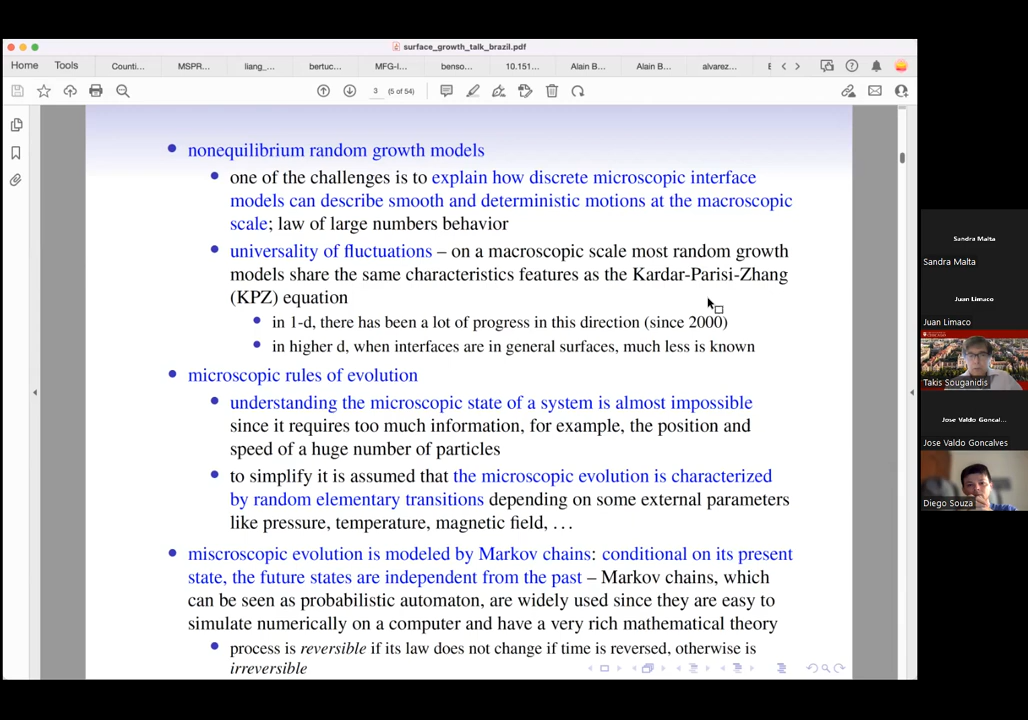 surface_growth_talk_brazil.pdf
Home Tools Counti... MSPR... liang_... bertuc... MFG-I... benso... 10.151... Alain B... Alain B... alvarez...
3 (5 of 54)
nonequilibrium random growth models
one of the challenges is to explain how discrete microscopic interface
models can describe smooth and deterministic motions at the macroscopic
scale; law of large numbers behavior
universality of fluctuations – on a macroscopic scale most random growth
models share the same characteristics features as the Kardar-Parisi-Zhang
(KPZ) equation
in 1-d, there has been a lot of progress in this direction (since 2000)
in higher d, when interfaces are in general surfaces, much less is known
microscopic rules of evolution
understanding the microscopic state of a system is almost impossible
since it requires too much information, for example, the position and
speed of a huge number of particles
to simplify it is assumed that the microscopic evolution is characterized
by random elementary transitions depending on some external parameters
like pressure, temperature, magnetic field, ...
miscroscopic evolution is modeled by Markov chains: conditional on its present
state, the future states are independent from the past – Markov chains, which
can be seen as probabilistic automaton, are widely used since they are easy to
simulate numerically on a computer and have a very rich mathematical theory
process is reversible if its law does not change if time is reversed, otherwise is
irreversible
Sandra Malta
Sandra Malta
Juan Limaco
Juan Limaco
Takis Souganidis
Jose Valdo Goncal...
Jose Valdo Goncalves
Diego Souza